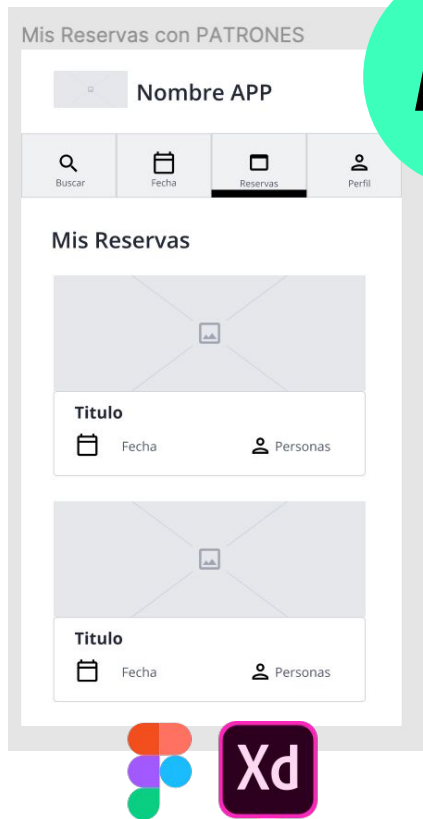 Mis Reservas con PATRONES
Nombre APP
Buscar
Fecha
Reservas
Perfil
Mis Reservas
Titulo
Fecha
Personas
Titulo
Fecha
Personas
Xd